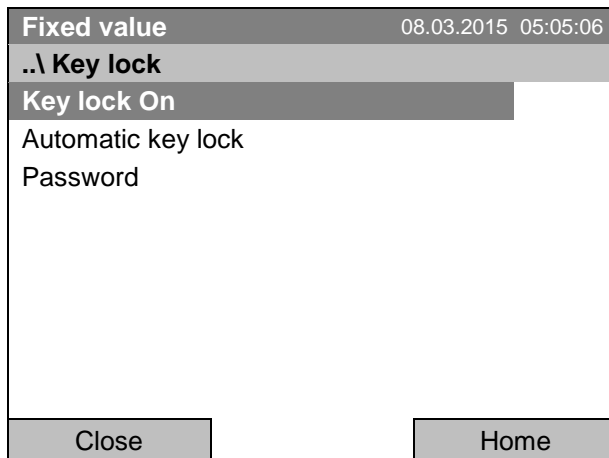 Fixed value 08.03.2015 05:05:06
..\ Key lock
Key lock On
Automatic key lock
Password
Close Home